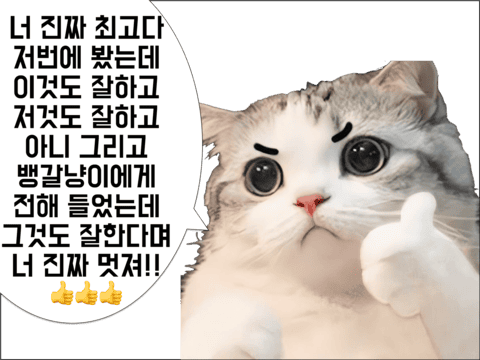 너 진짜 최고다
저번에 봤는데
이것도 잘하고
저것도 잘하고
아니 그리고
뱅갈냥이에게
전해 들었는데
그것도 잘한다며
너 진짜 멋져!!
👍👍👍